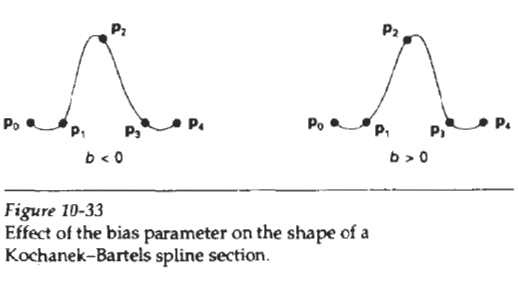 p₂ p₂
p₀ p₁ p₃ p₄ p₀ p₁ p₃ p₄
b < 0 b > 0
Figure 10-33
Effect of the bias parameter on the shape of a
Kochanek–Bartels spline section.